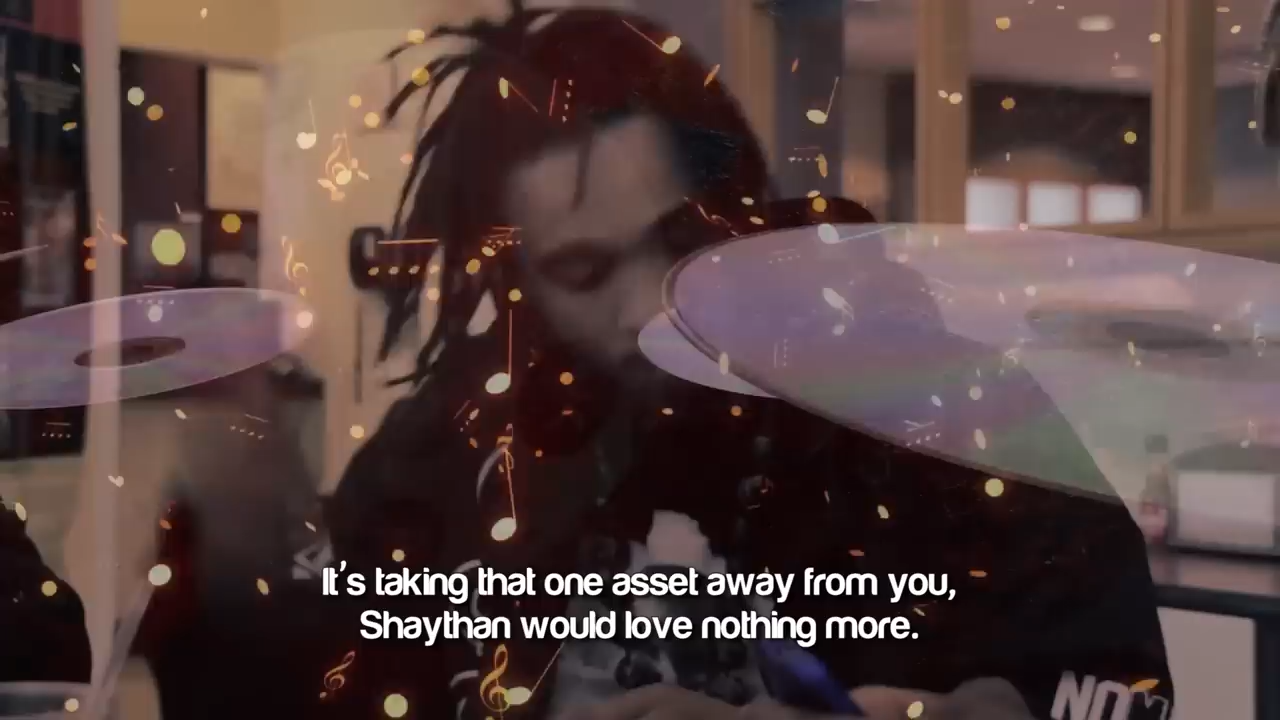 It's taking that one asset away from you,
Shaythan would love nothing more.